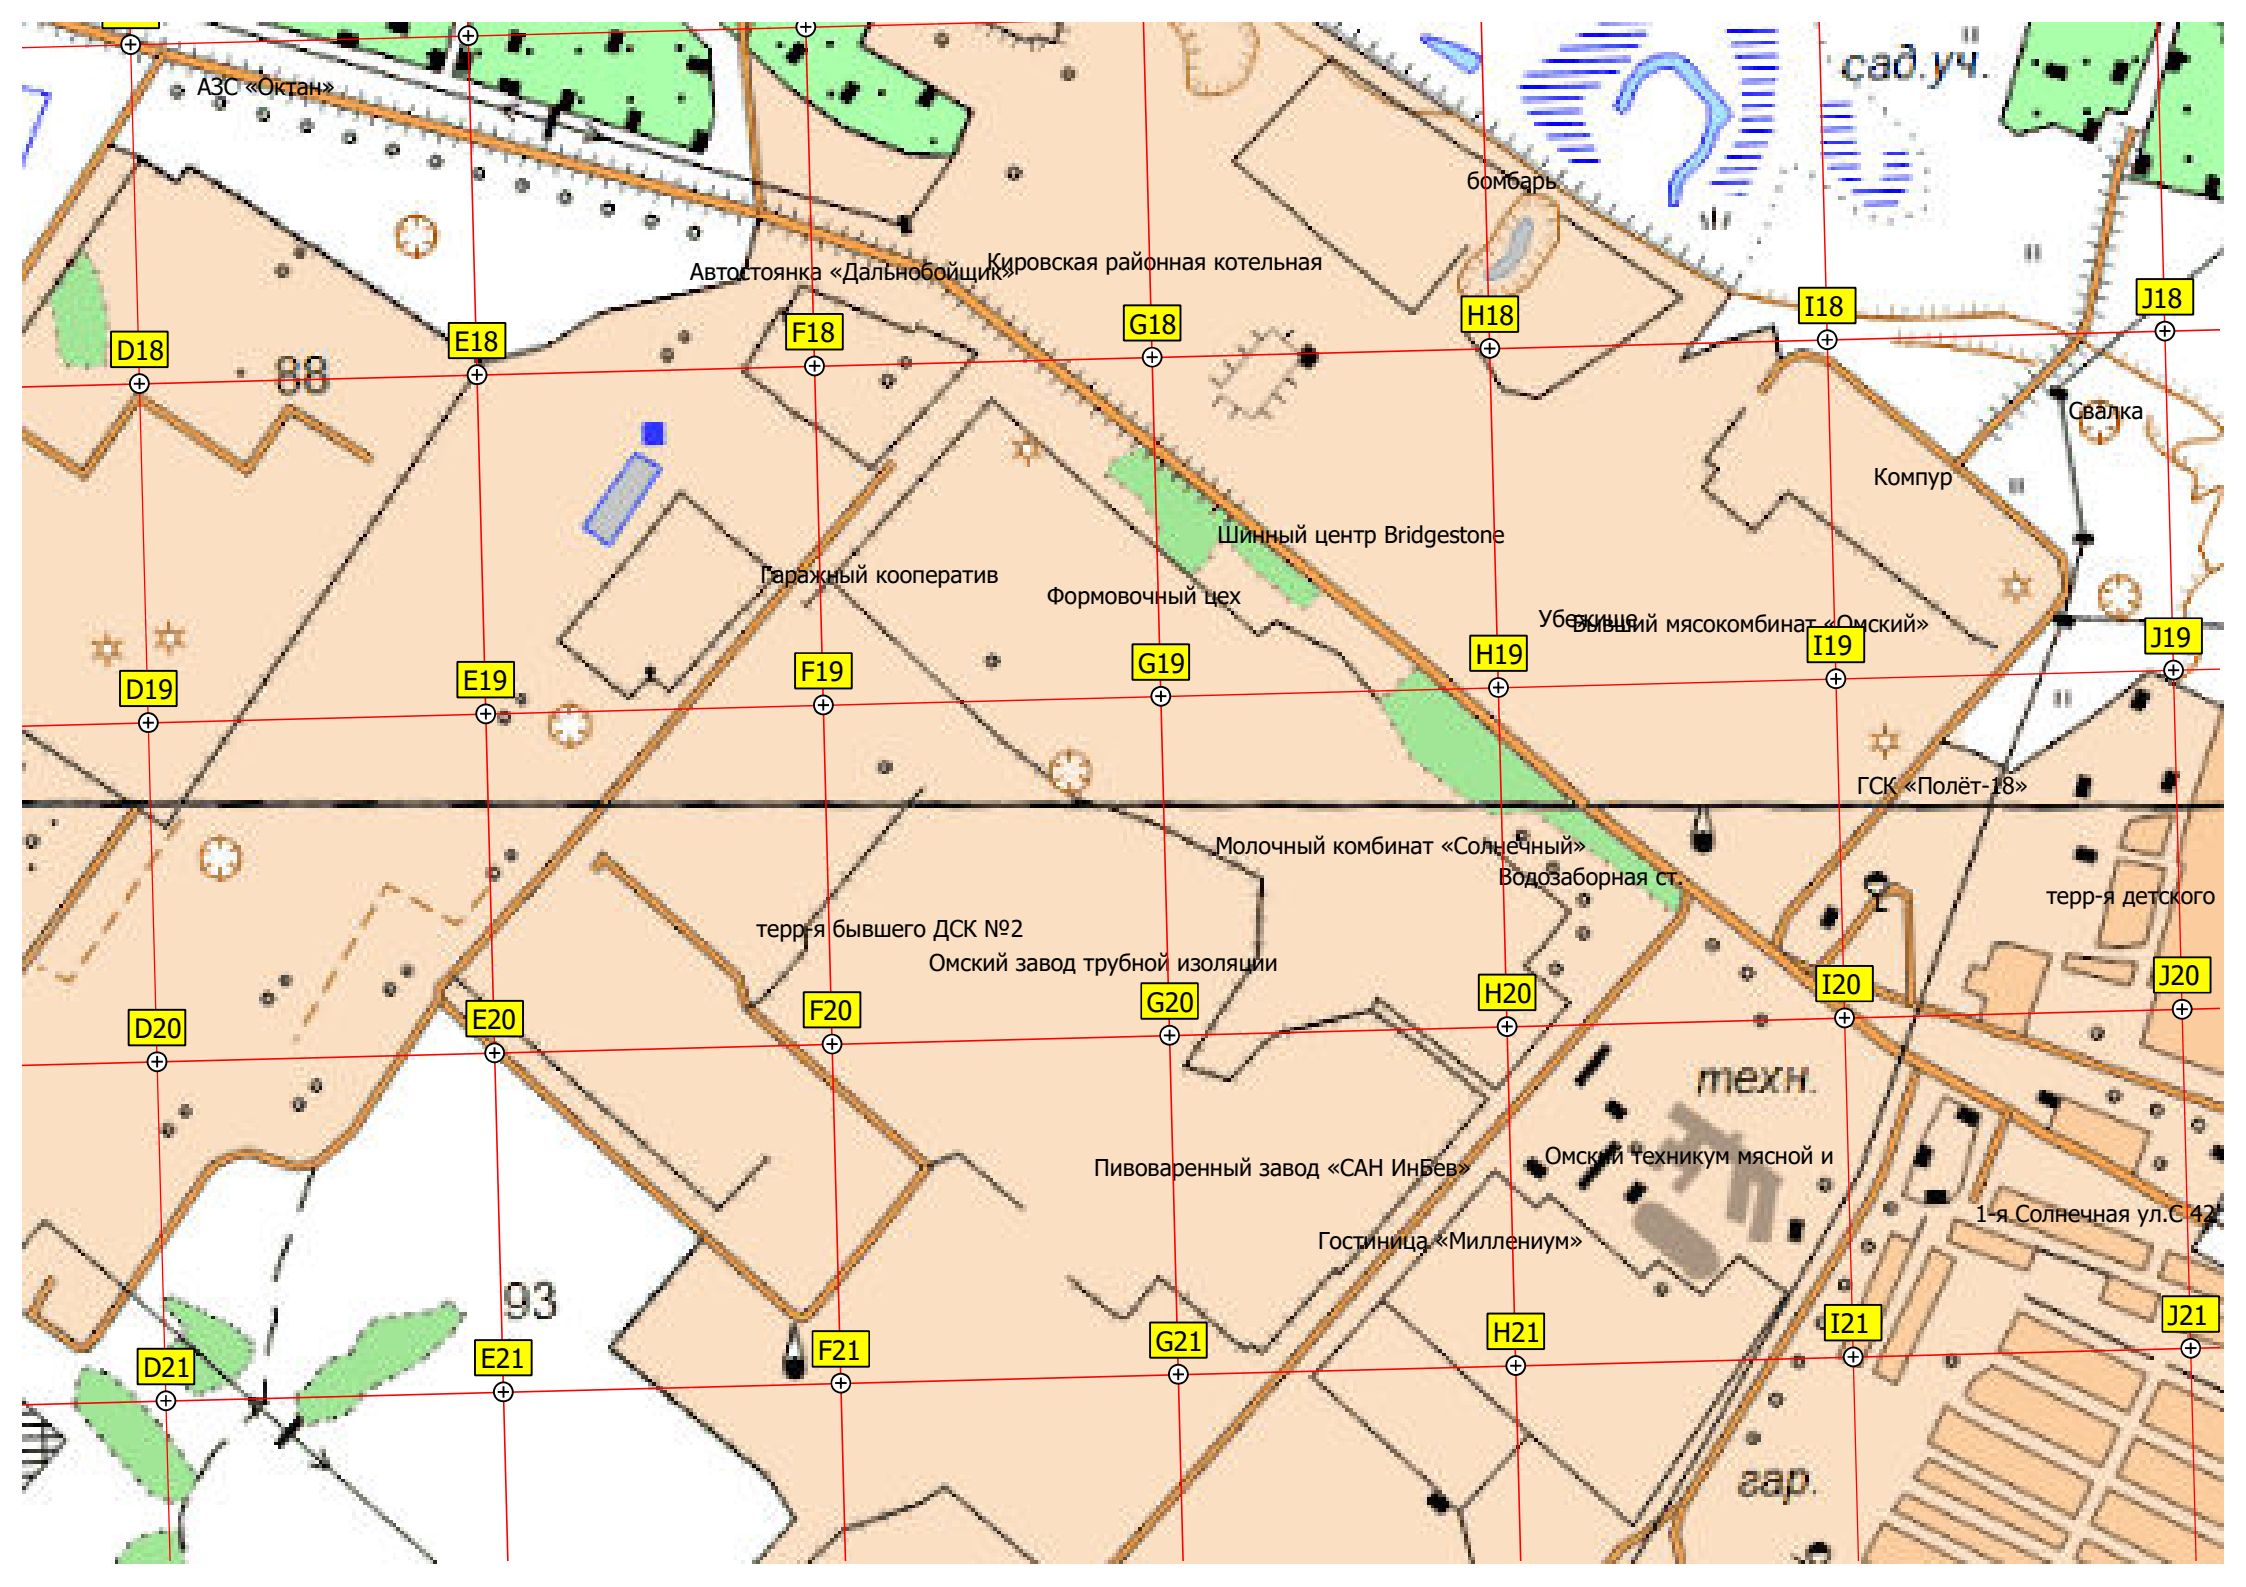 сад.уч.
АЗС «Октан»
бомбарь
Кировская районная котельная
Автостоянка «Дальнобойщик»
J18
I18
H18
G18
F18
E18
D18
88
Свалка
Компур
Шинный центр Bridgestone
Гаражный кооператив
Формовочный цех
Убежище
Бывший мясокомбинат «Омский»
J19
I19
H19
G19
F19
E19
D19
ГСК «Полёт-18»
Молочный комбинат «Солнечный»
Водозаборная ст.
терр-я детского
терр-я бывшего ДСК №2
Омский завод трубной изоляции
J20
I20
H20
G20
F20
E20
D20
техн.
Омский техникум мясной и
Пивоваренный завод «САН ИнБев»
1-я Солнечная ул.С 42
Гостиница «Миллениум»
93
J21
I21
H21
G21
F21
E21
D21
гар.